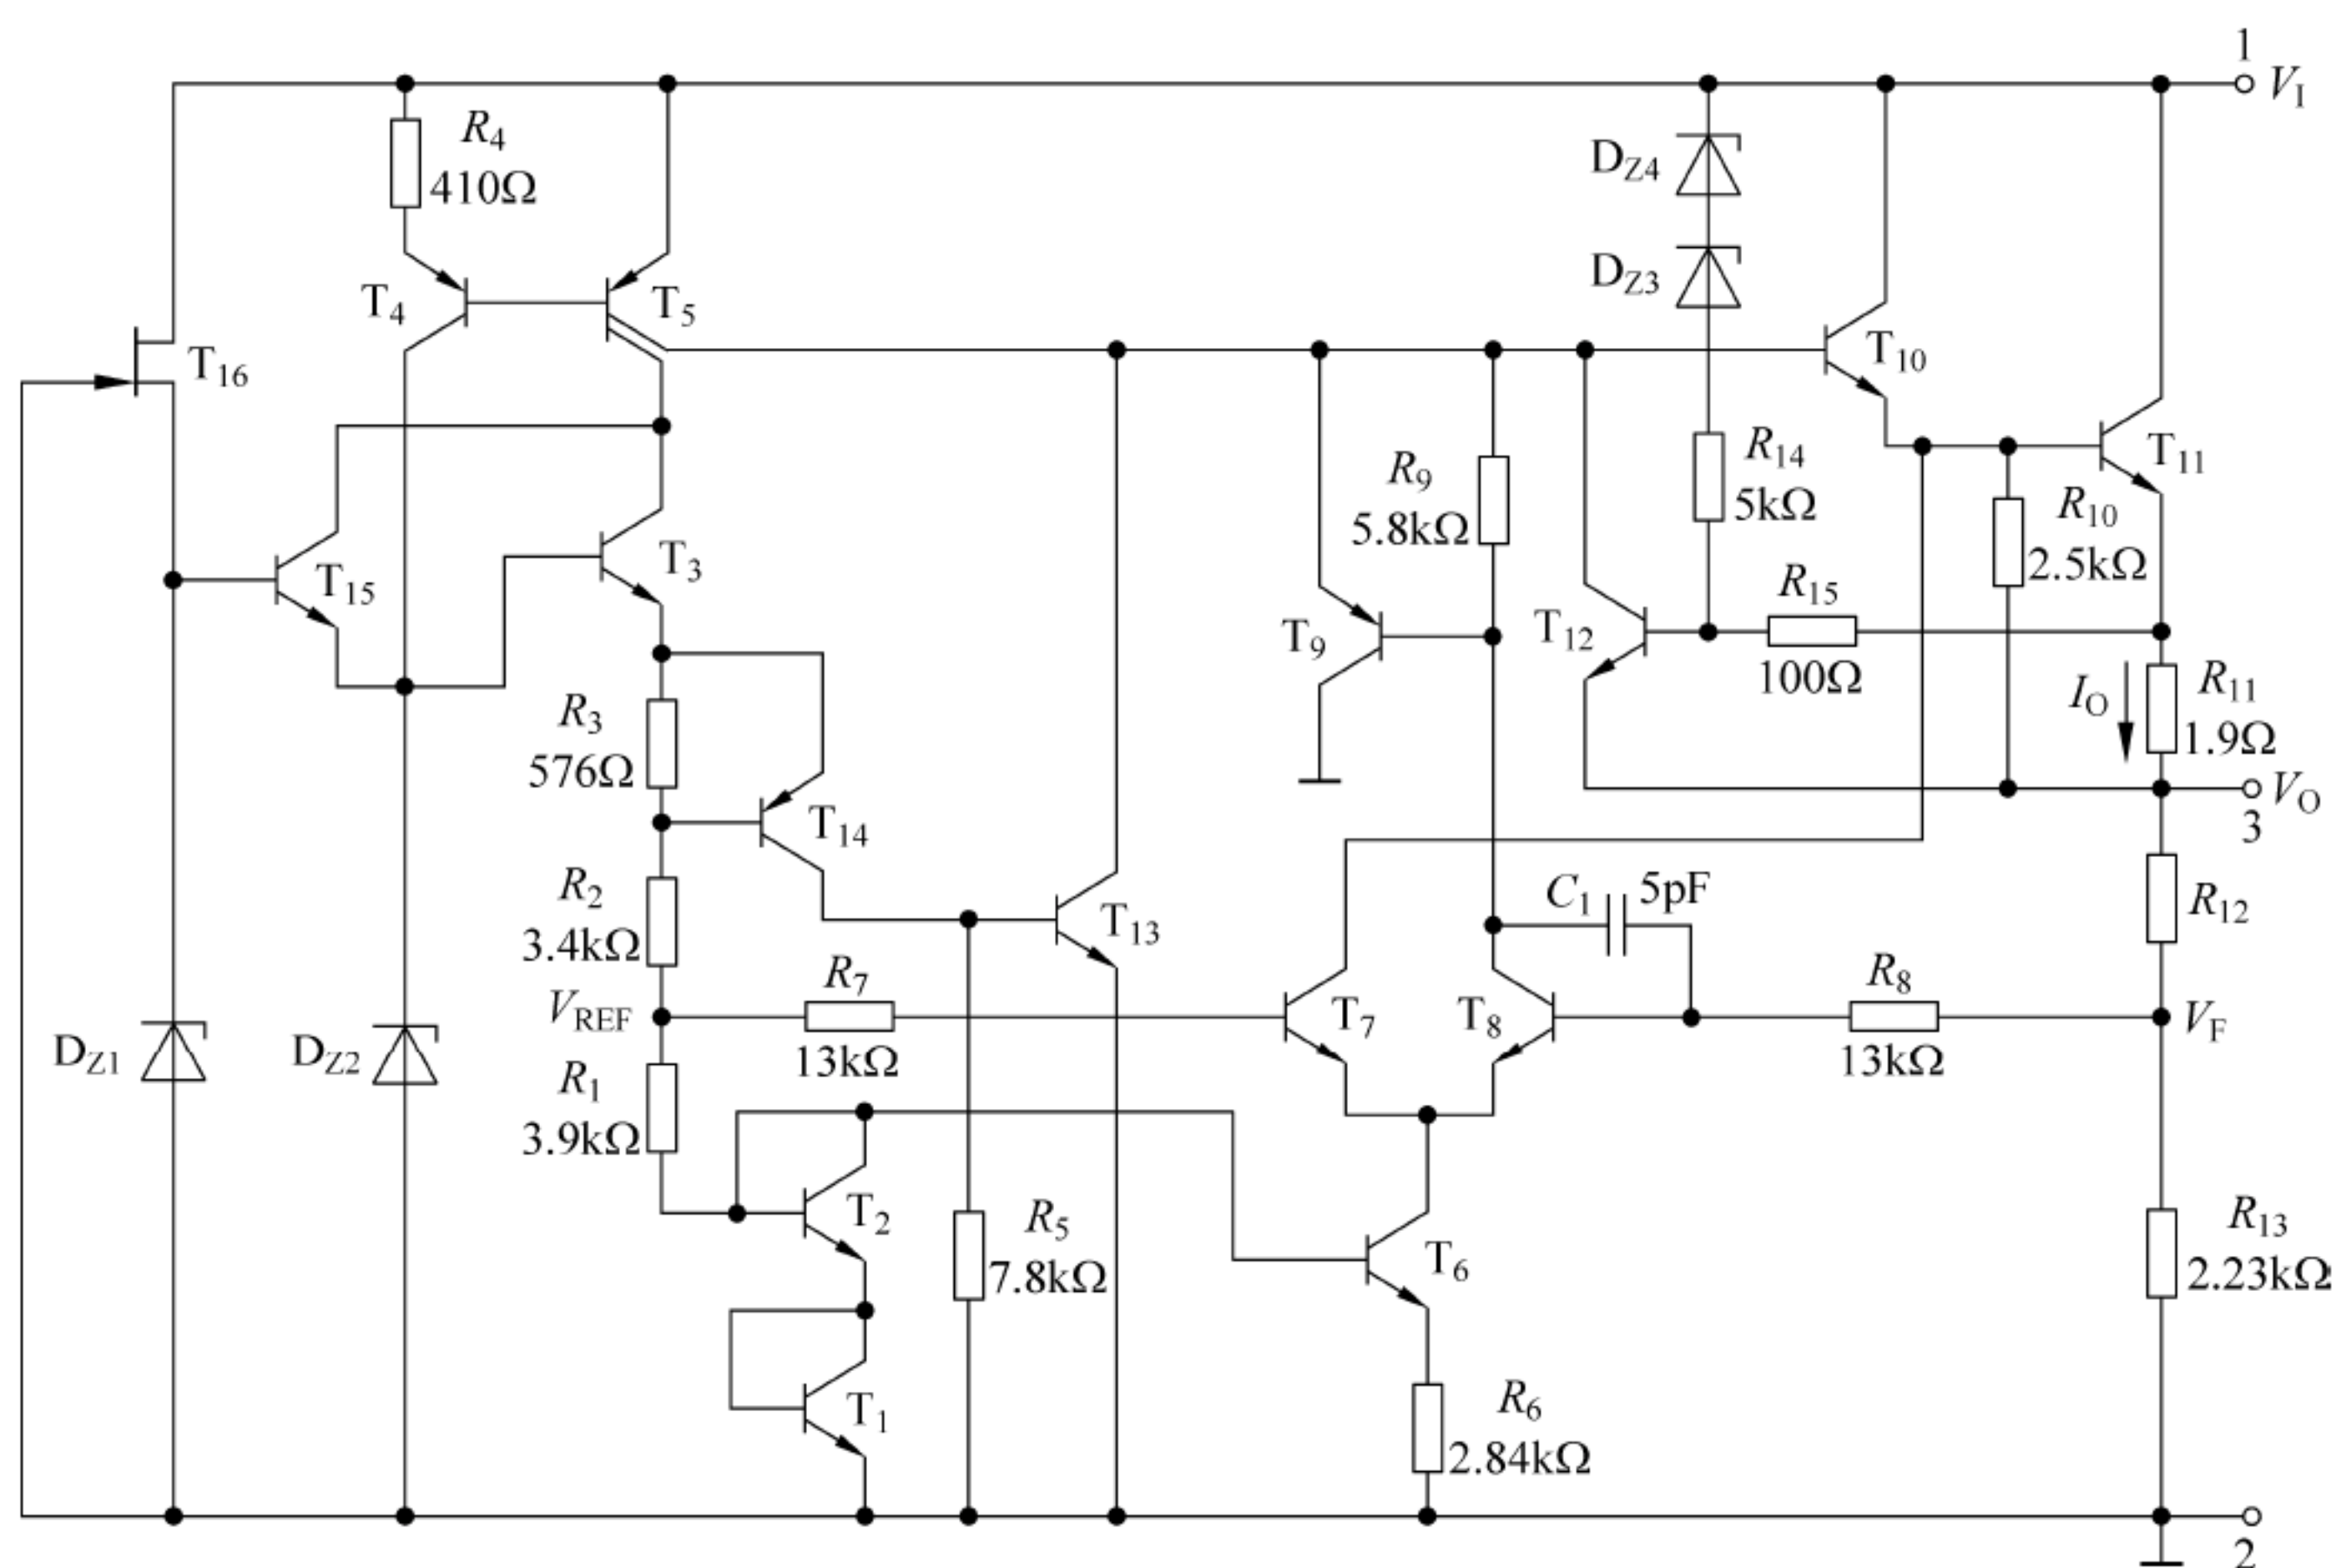 1
V_I
R_4
410Ω
D_Z4
D_Z3
T_4
T_5
T_10
T_16
R_14
5kΩ
T_11
R_9
5.8kΩ
R_10
2.5kΩ
T_15
T_3
R_15
100Ω
T_9
T_12
I_O
R_11
1.9Ω
R_3
576Ω
V_O
3
T_14
R_2
3.4kΩ
C_1 5pF
R_12
T_13
V_REF
R_7
13kΩ
T_7
T_8
R_8
13kΩ
V_F
D_Z1
D_Z2
R_1
3.9kΩ
T_2
R_5
7.8kΩ
T_6
R_13
2.23kΩ
T_1
R_6
2.84kΩ
2